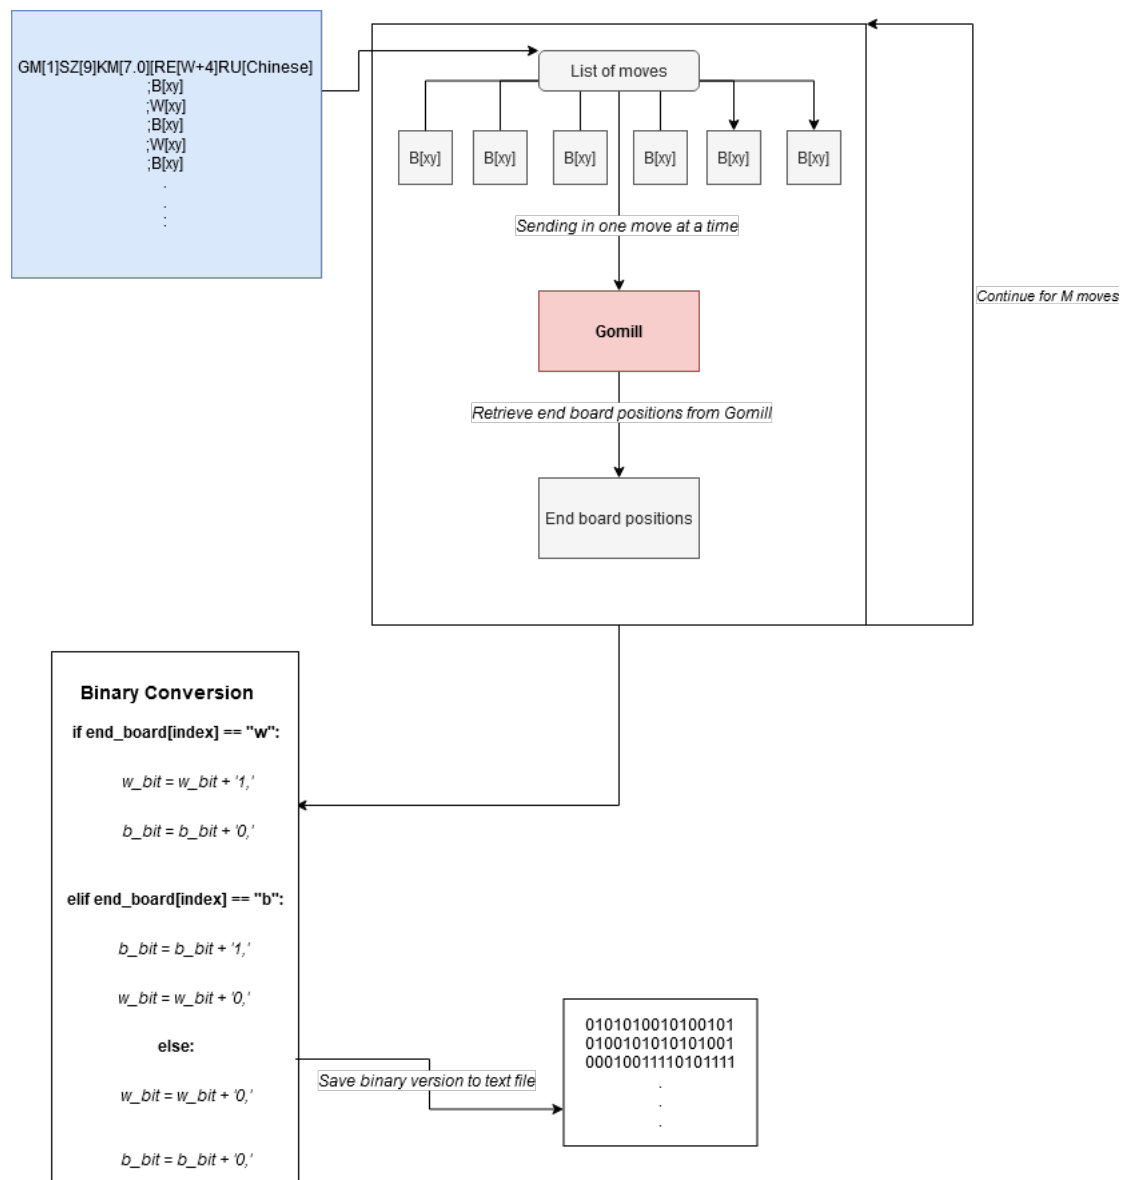 GM[1]SZ[9]KM[7.0][RE[W+4]RU[Chinese]
;B[xy]
;W[xy]
;B[xy]
;W[xy]
;B[xy]
.
.
:
List of moves
B[xy]
B[xy]
B[xy]
B[xy]
B[xy]
B[xy]
Sending in one move at a time
Gomill
Continue for M moves
Retrieve end board positions from Gomill
End board positions
Binary Conversion
if end_board[index] == "w":
w_bit = w_bit + '1,'
b_bit = b_bit + '0,'
elif end_board[index] == "b":
b_bit = b_bit + '1,'
w_bit = w_bit + '0,'
else:
w_bit = w_bit + '0,'
b_bit = b_bit + '0,'
Save binary version to text file
0101010010100101
0100101010101001
00010011110101111
.
.
.